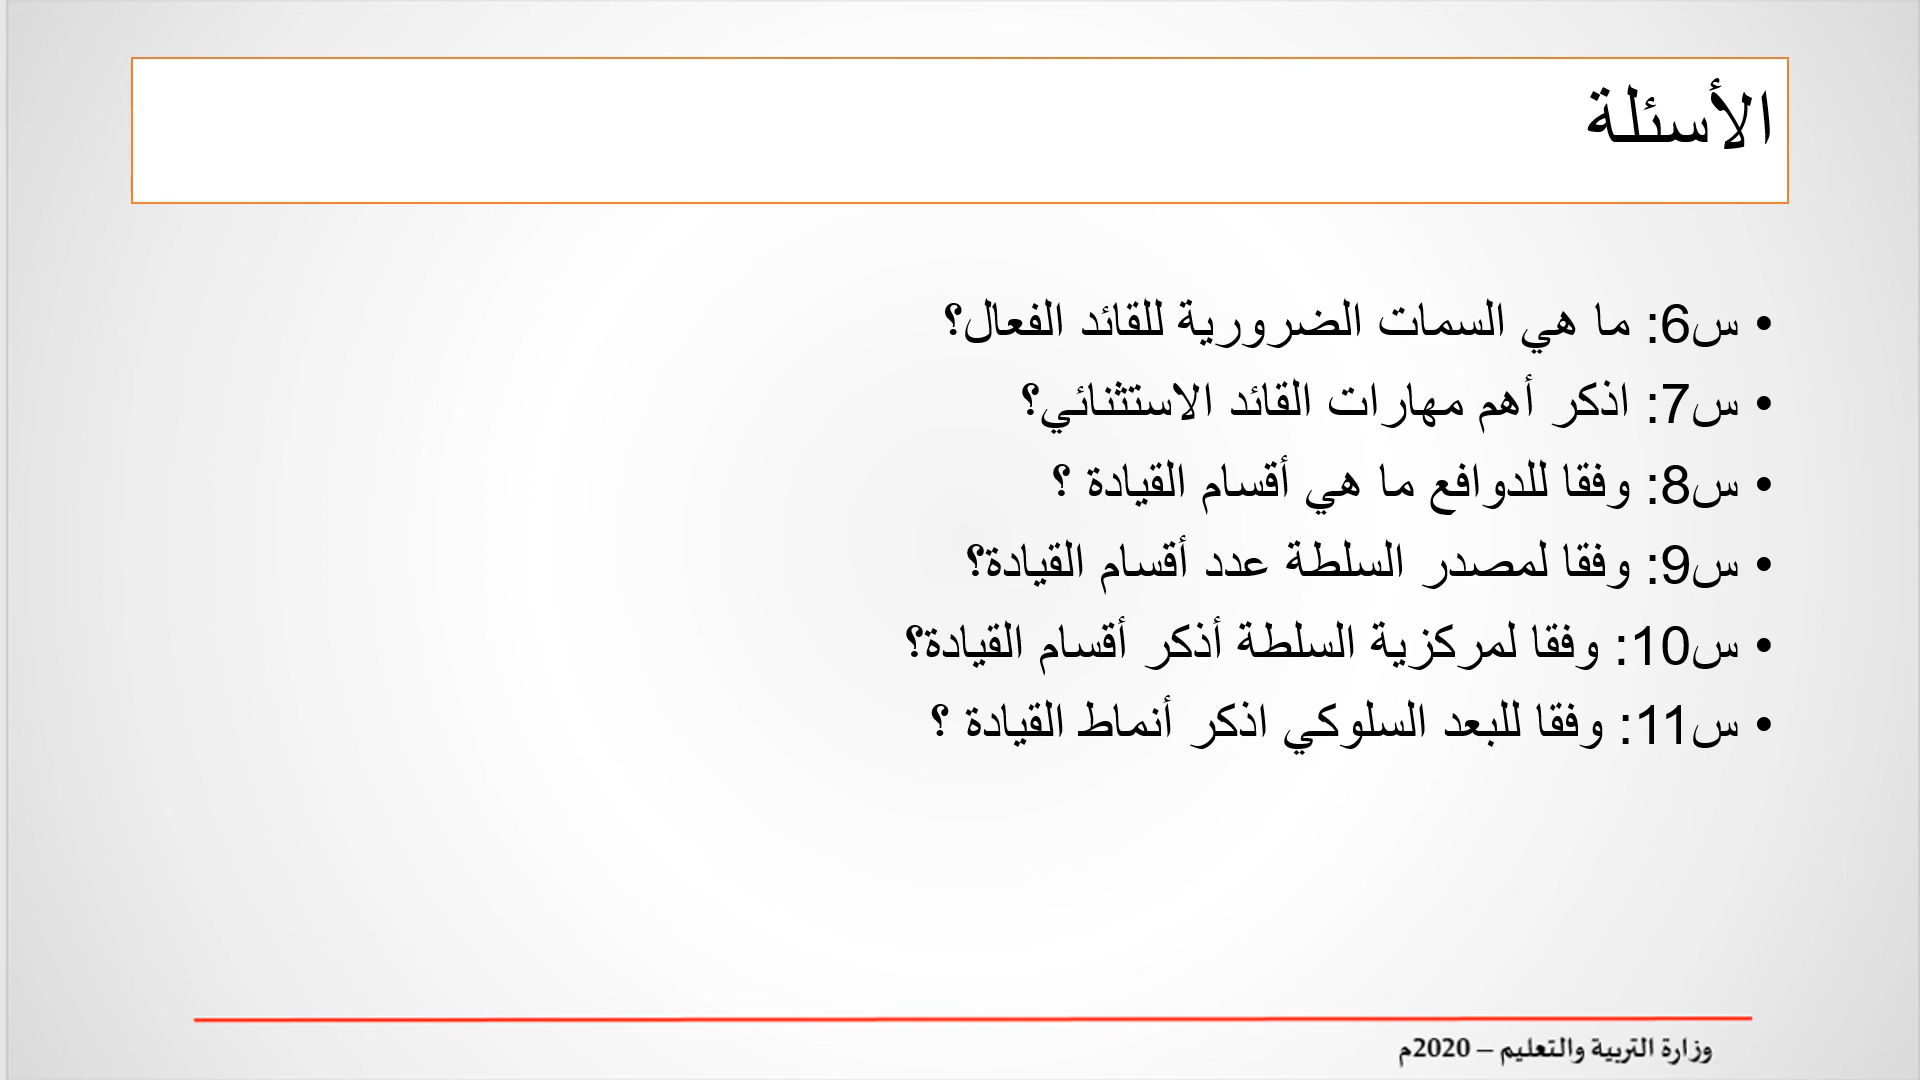 الأسئلة
• س6: ما هي السمات الضرورية للقائد الفعال؟
• س7: اذكر أهم مهارات القائد الاستثنائي؟
• س8: وفقا للدوافع ما هي أقسام القيادة ؟
• س9: وفقا لمصدر السلطة عدد أقسام القيادة؟
• س10: وفقا لمركزية السلطة أذكر أقسام القيادة؟
• س11: وفقا للبعد السلوكي اذكر أنماط القيادة ؟
وزارة التربية والتعليم – 2020م